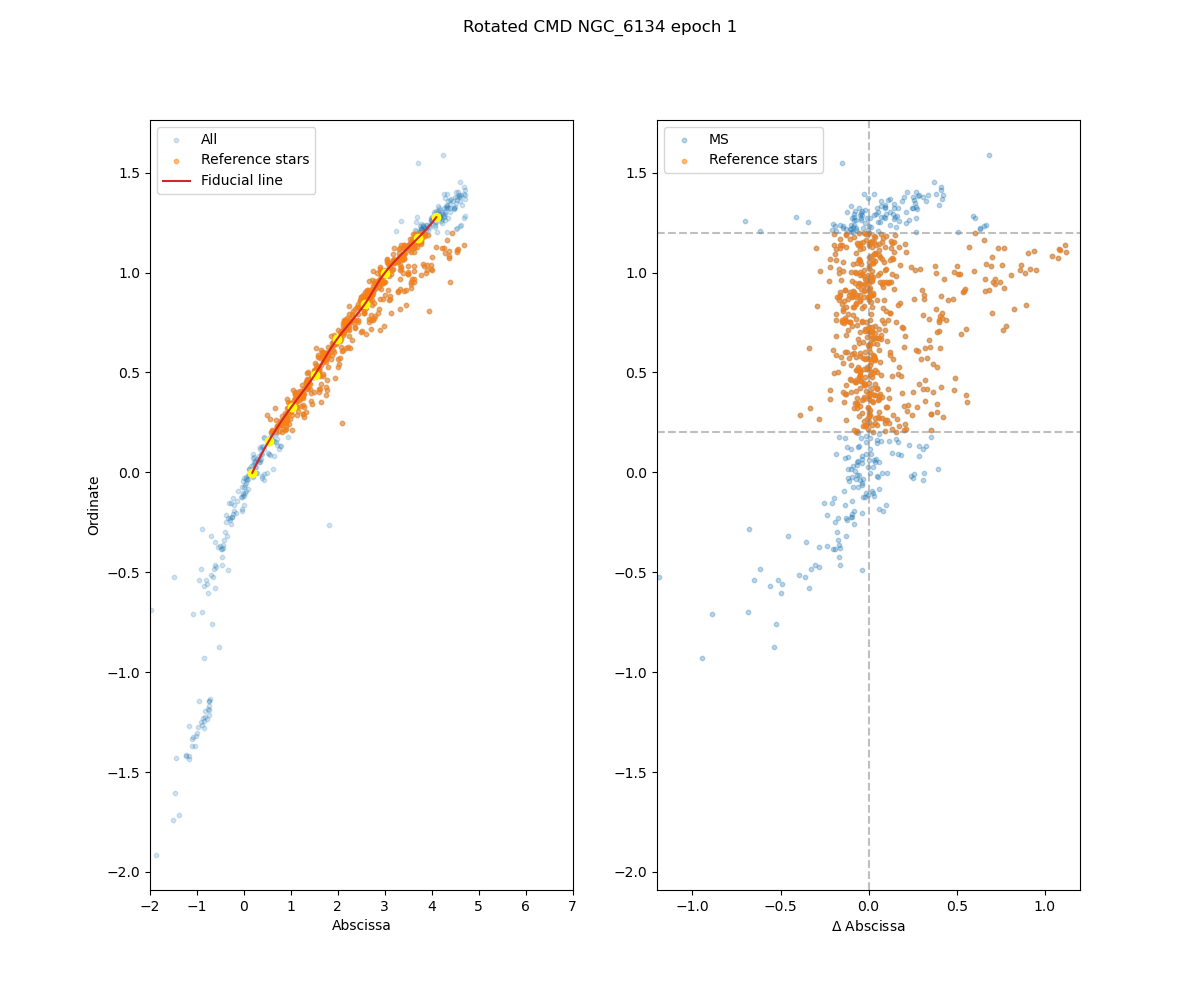 Rotated CMD NGC_6134 epoch 1
All
Reference stars
Fiducial line
MS
Reference stars
1.5
1.0
0.5
0.0
−0.5
−1.0
−1.5
−2.0
Ordinate
−2 −1 0 1 2 3 4 5 6 7
Abscissa
1.5
1.0
0.5
0.0
−0.5
−1.0
−1.5
−2.0
−1.0 −0.5 0.0 0.5 1.0
Δ Abscissa